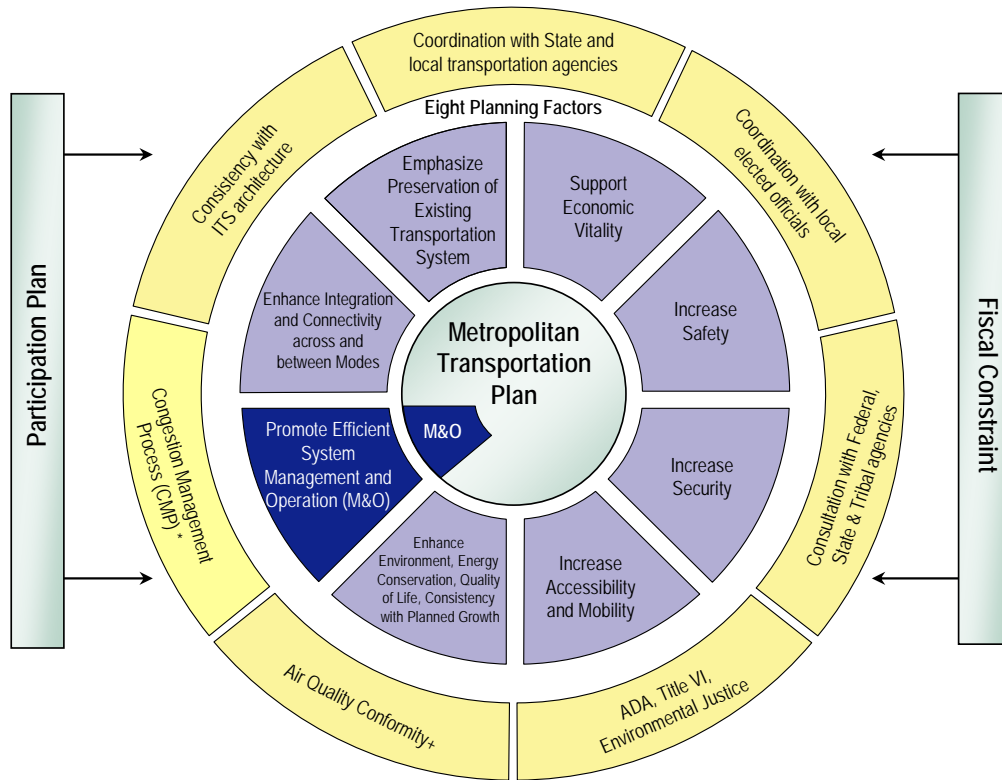 Coordination with State and
local transportation agencies
Eight Planning Factors
Consistency with
ITS architecture
Coordination with local
elected officials
Participation Plan
Fiscal Constraint
Emphasize
Preservation of
Existing
Transportation
System
Support
Economic
Vitality
Enhance Integration
and Connectivity
across and
between Modes
Increase
Safety
Metropolitan
Transportation
Plan
M&O
Promote Efficient
System
Management and
Operation (M&O)
Increase
Security
Congestion Management
Process (CMP) *
Consultation with Federal,
State & Tribal agencies
Enhance
Environment, Energy
Conservation, Quality
of Life, Consistency
with Planned Growth
Increase
Accessibility
and Mobility
Air Quality Conformity+
ADA, Title VI,
Environmental Justice